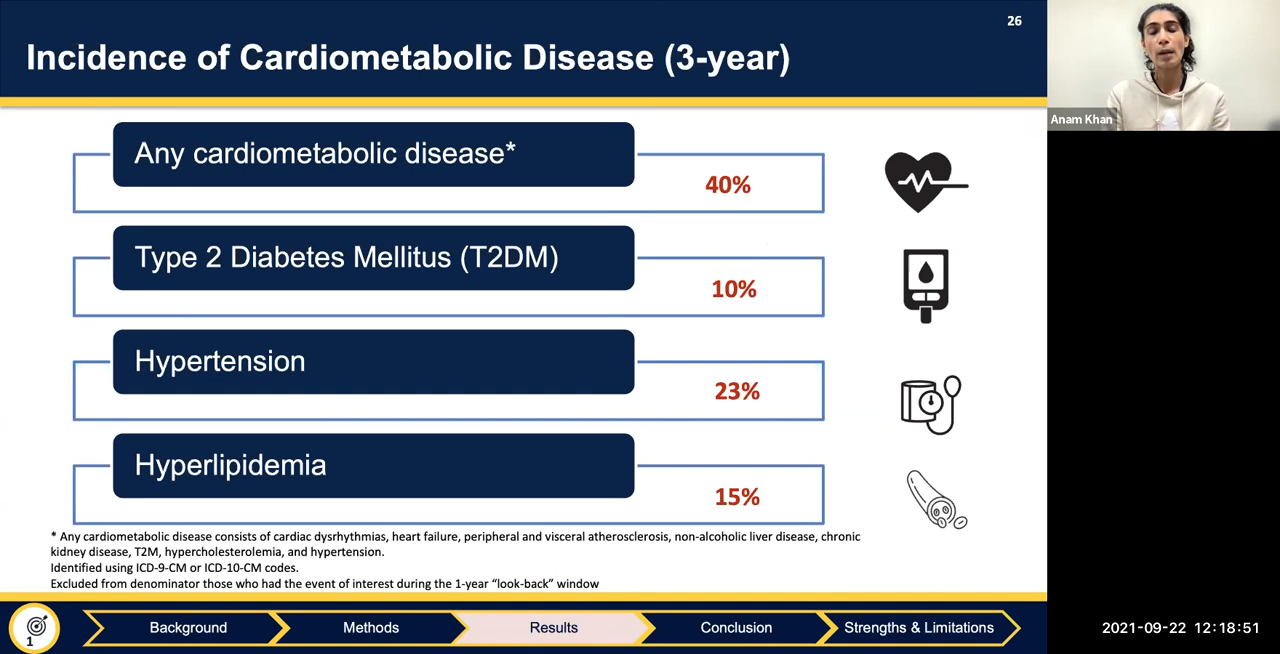 26
Incidence of Cardiometabolic Disease (3-year)
Anam Khan
Any cardiometabolic disease*
40%
Type 2 Diabetes Mellitus (T2DM)
10%
Hypertension
23%
Hyperlipidemia
15%
* Any cardiometabolic disease consists of cardiac dysrhythmias, heart failure, peripheral and visceral atherosclerosis, non-alcoholic liver disease, chronic
kidney disease, T2M, hypercholesterolemia, and hypertension.
Identified using ICD-9-CM or ICD-10-CM codes.
Excluded from denominator those who had the event of interest during the 1-year “look-back” window
1
Background
Methods
Results
Conclusion
Strengths & Limitations
2021-09-22 12:18:51